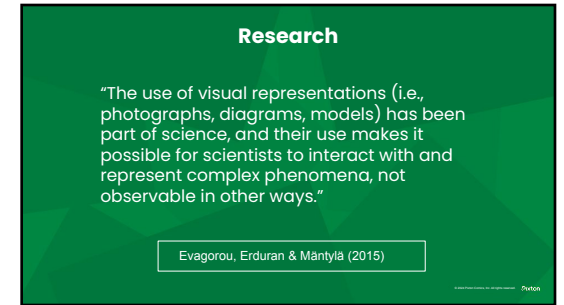 Research
“The use of visual representations (i.e.,
photographs, diagrams, models) has been
part of science, and their use makes it
possible for scientists to interact with and
represent complex phenomena, not
observable in other ways.”
Evagorou, Erduran & Mäntylä (2015)
Pixton